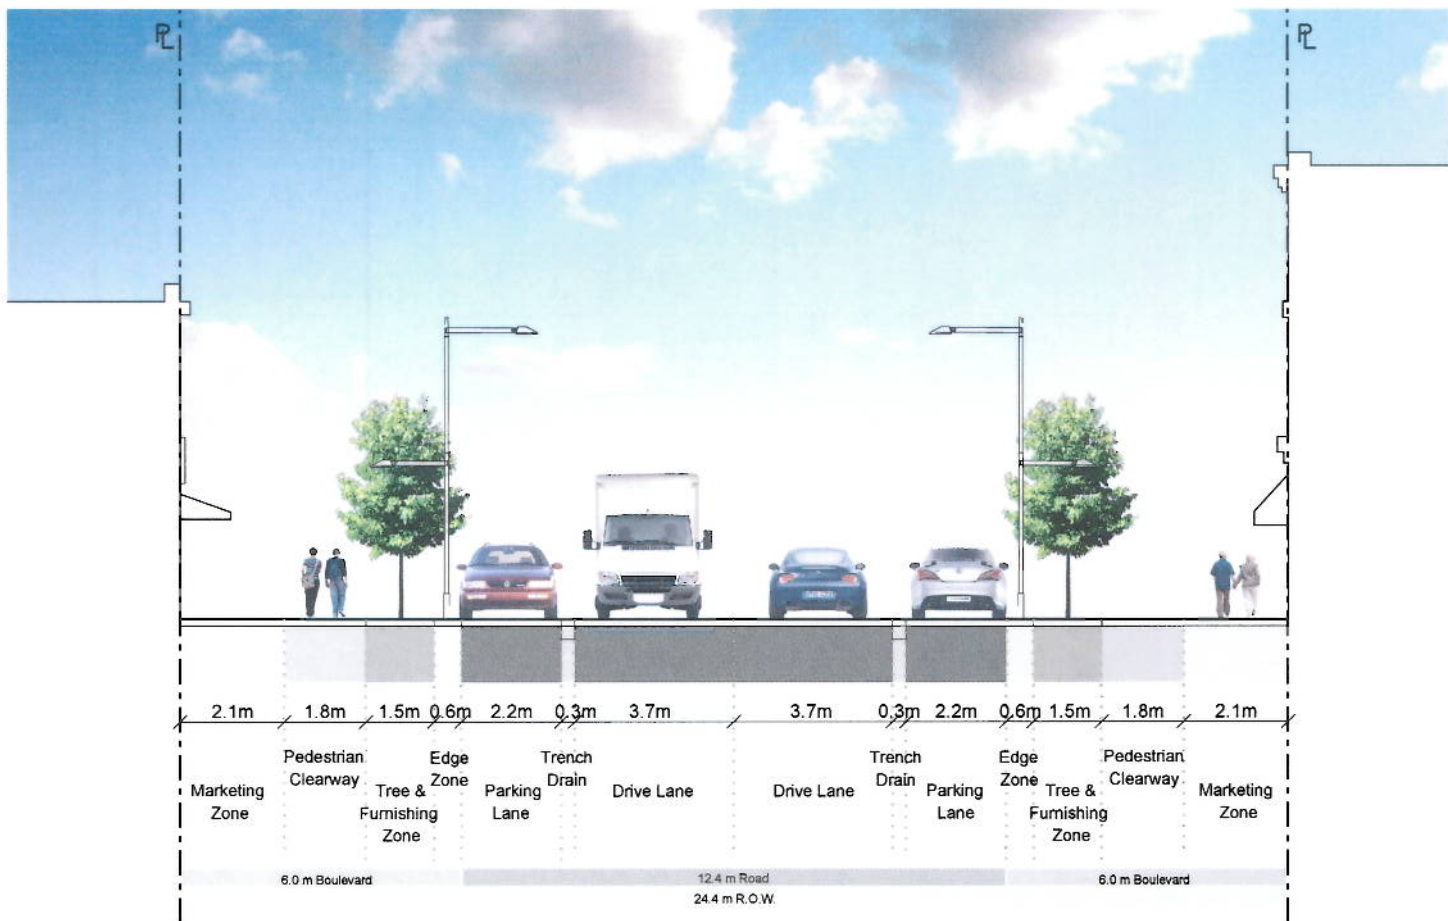 PL
PL
2.1m 1.8m 1.5m 0.6m 2.2m 0.3m 3.7m 3.7m 0.3m 2.2m 0.6m 1.5m 1.8m 2.1m
Marketing
Zone
Pedestrian
Clearway
Tree &
Furnishing
Zone
Edge
Zone
Parking
Lane
Trench
Drain
Drive Lane
Drive Lane
Trench
Drain
Parking
Lane
Edge
Zone
Tree &
Furnishing
Zone
Pedestrian
Clearway
Marketing
Zone
6.0 m Boulevard
12.4 m Road
6.0 m Boulevard
24.4 m R.O.W.